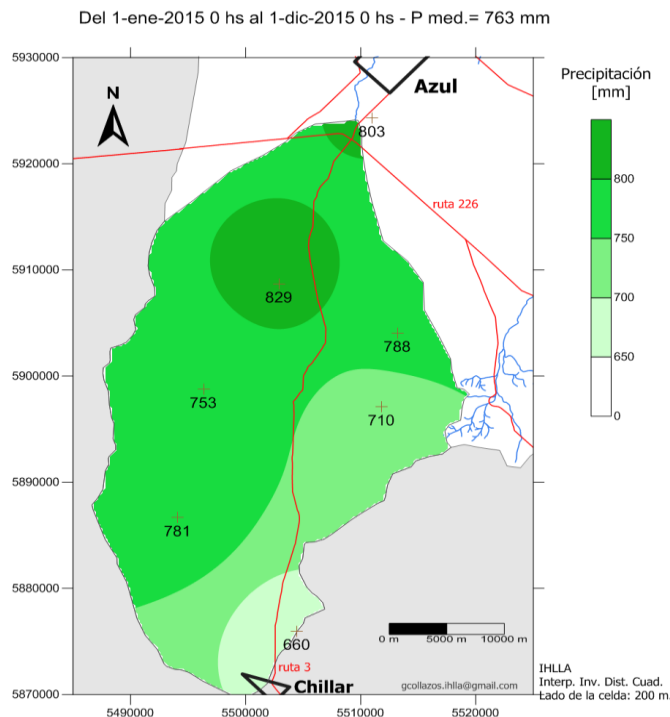 Del 1-ene-2015 0 hs al 1-dic-2015 0 hs - P med.= 763 mm
5930000
5920000
5910000
5900000
5890000
5880000
5870000
5490000
5500000
5510000
5520000
N
Azul
803
ruta 226
829
788
753
710
781
660
ruta 3
Chillar
0 m
5000
10000 m
gcollazos.ihlla@gmail.com
Precipitación
[mm]
800
750
700
650
0
IHLLA
Interp. Inv. Dist. Cuad.
Lado de la celda: 200 m.